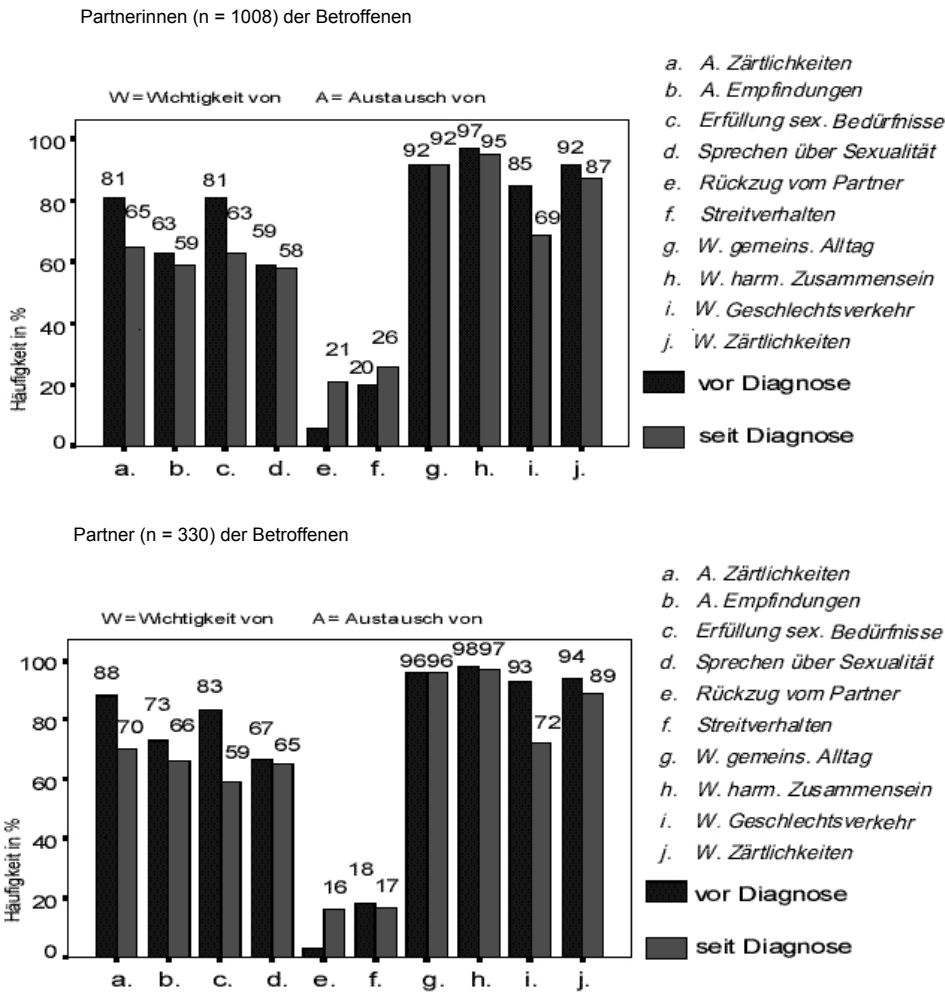 Partnerinnen (n = 1008) der Betroffenen
W=Wichtigkeit von A= Austausch von
Häufigkeit in %
100
80
60
40
20
0
81 65 63 59 81 63 59 58 21 20 26 92 92 97 95 85 69 92 87
a. b. c. d. e. f. g. h. i. j.
a. A. Zärtlichkeiten
b. A. Empfindungen
c. Erfüllung sex. Bedürfnisse
d. Sprechen über Sexualität
e. Rückzug vom Partner
f. Streitverhalten
g. W. gemeins. Alltag
h. W. harm. Zusammensein
i. W. Geschlechtsverkehr
j. W. Zärtlichkeiten
vor Diagnose
seit Diagnose
Partner (n = 330) der Betroffenen
W=Wichtigkeit von A= Austausch von
Häufigkeit in %
100
80
60
40
20
0
88 70 73 66 83 59 67 65 16 18 17 96 96 98 97 93 72 94 89
a. b. c. d. e. f. g. h. i. j.
a. A. Zärtlichkeiten
b. A. Empfindungen
c. Erfüllung sex. Bedürfnisse
d. Sprechen über Sexualität
e. Rückzug vom Partner
f. Streitverhalten
g. W. gemeins. Alltag
h. W. harm. Zusammensein
i. W. Geschlechtsverkehr
j. W. Zärtlichkeiten
vor Diagnose
seit Diagnose